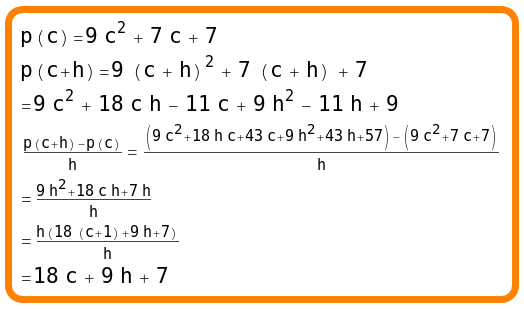 p(c)=9 c² + 7 c + 7
p(c+h)=9 (c + h)² + 7 (c + h) + 7
=9 c² + 18 c h − 11 c + 9 h² − 11 h + 9
(p(c+h)−p(c))/h = ((9 c²+18 h c+43 c+9 h²+43 h+57)−(9 c²+7 c+7))/h
= (9 h²+18 c h+7 h)/h
= (h(18 (c+1)+9 h+7))/h
=18 c + 9 h + 7